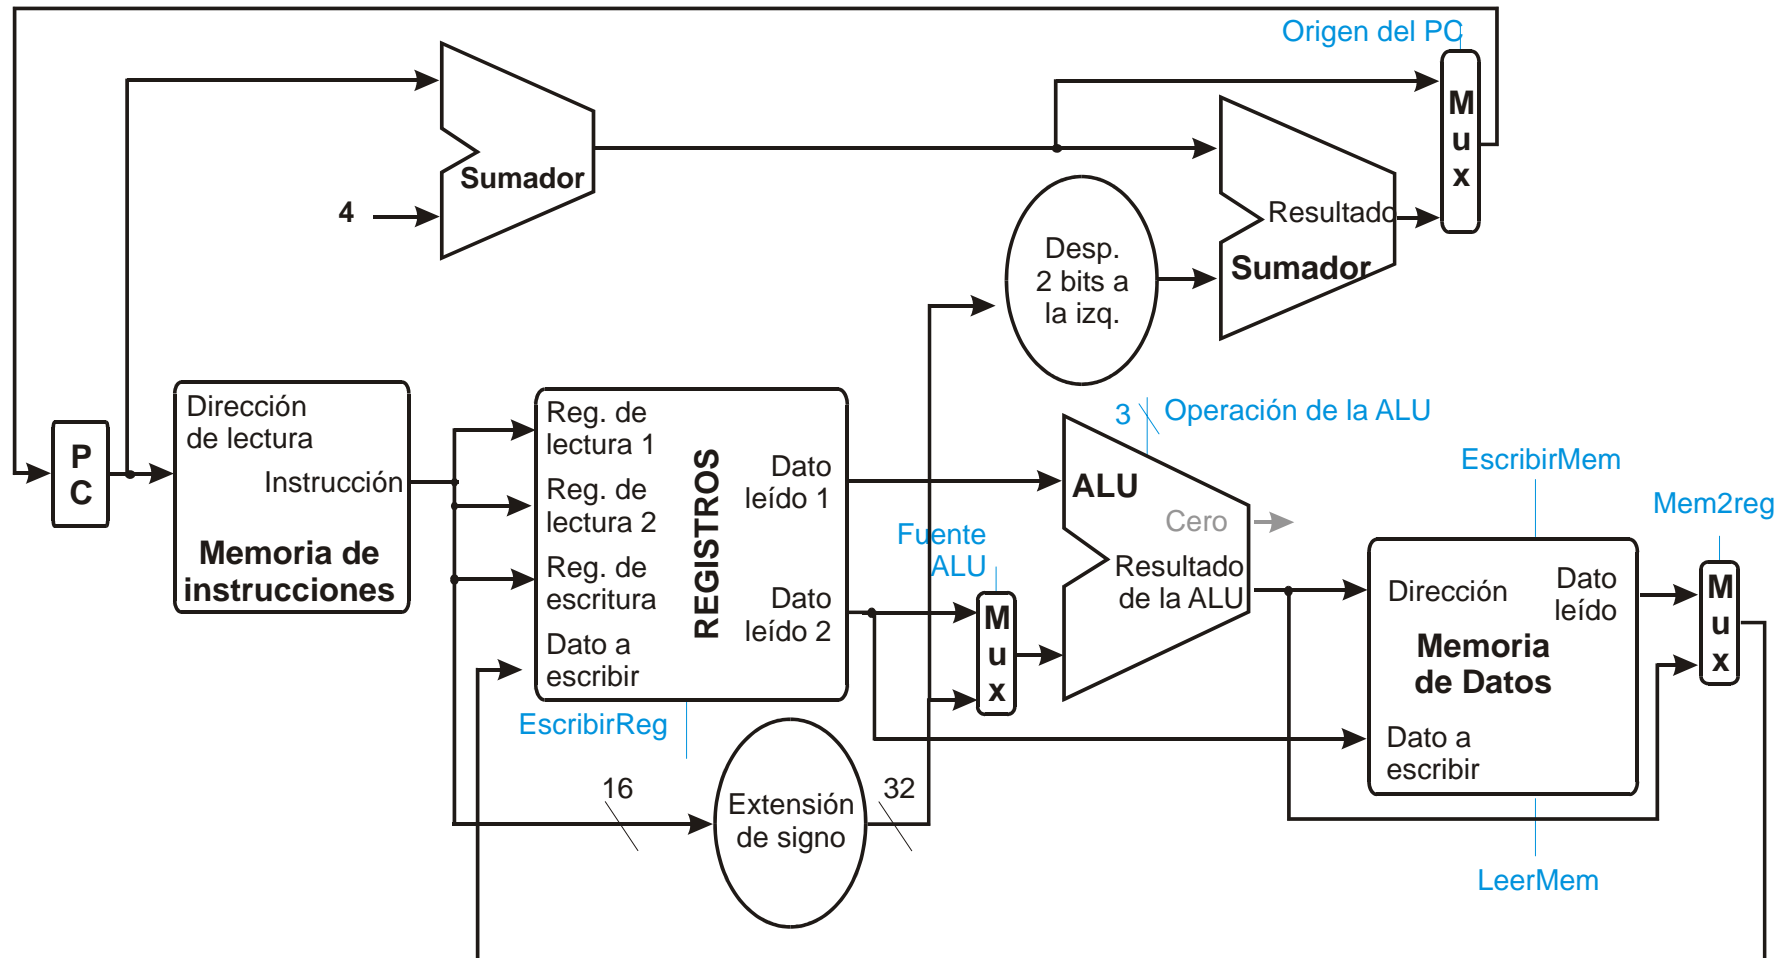 Origen del PC
M
u
x
Sumador
4
Resultado
Sumador
Desp.
2 bits a
la izq.
3
Operación de la ALU
P
C
Dirección
de lectura
Instrucción
Memoria de
instrucciones
Reg. de
lectura 1
Reg. de
lectura 2
Reg. de
escritura
Dato a
escribir
REGISTROS
Dato
leído 1
Dato
leído 2
EscribirReg
Fuente
ALU
M
u
x
ALU
Cero
Resultado
de la ALU
EscribirMem
Mem2reg
Dirección
Dato
leído
Memoria
de Datos
Dato a
escribir
M
u
x
16
Extensión
de signo
32
LeerMem